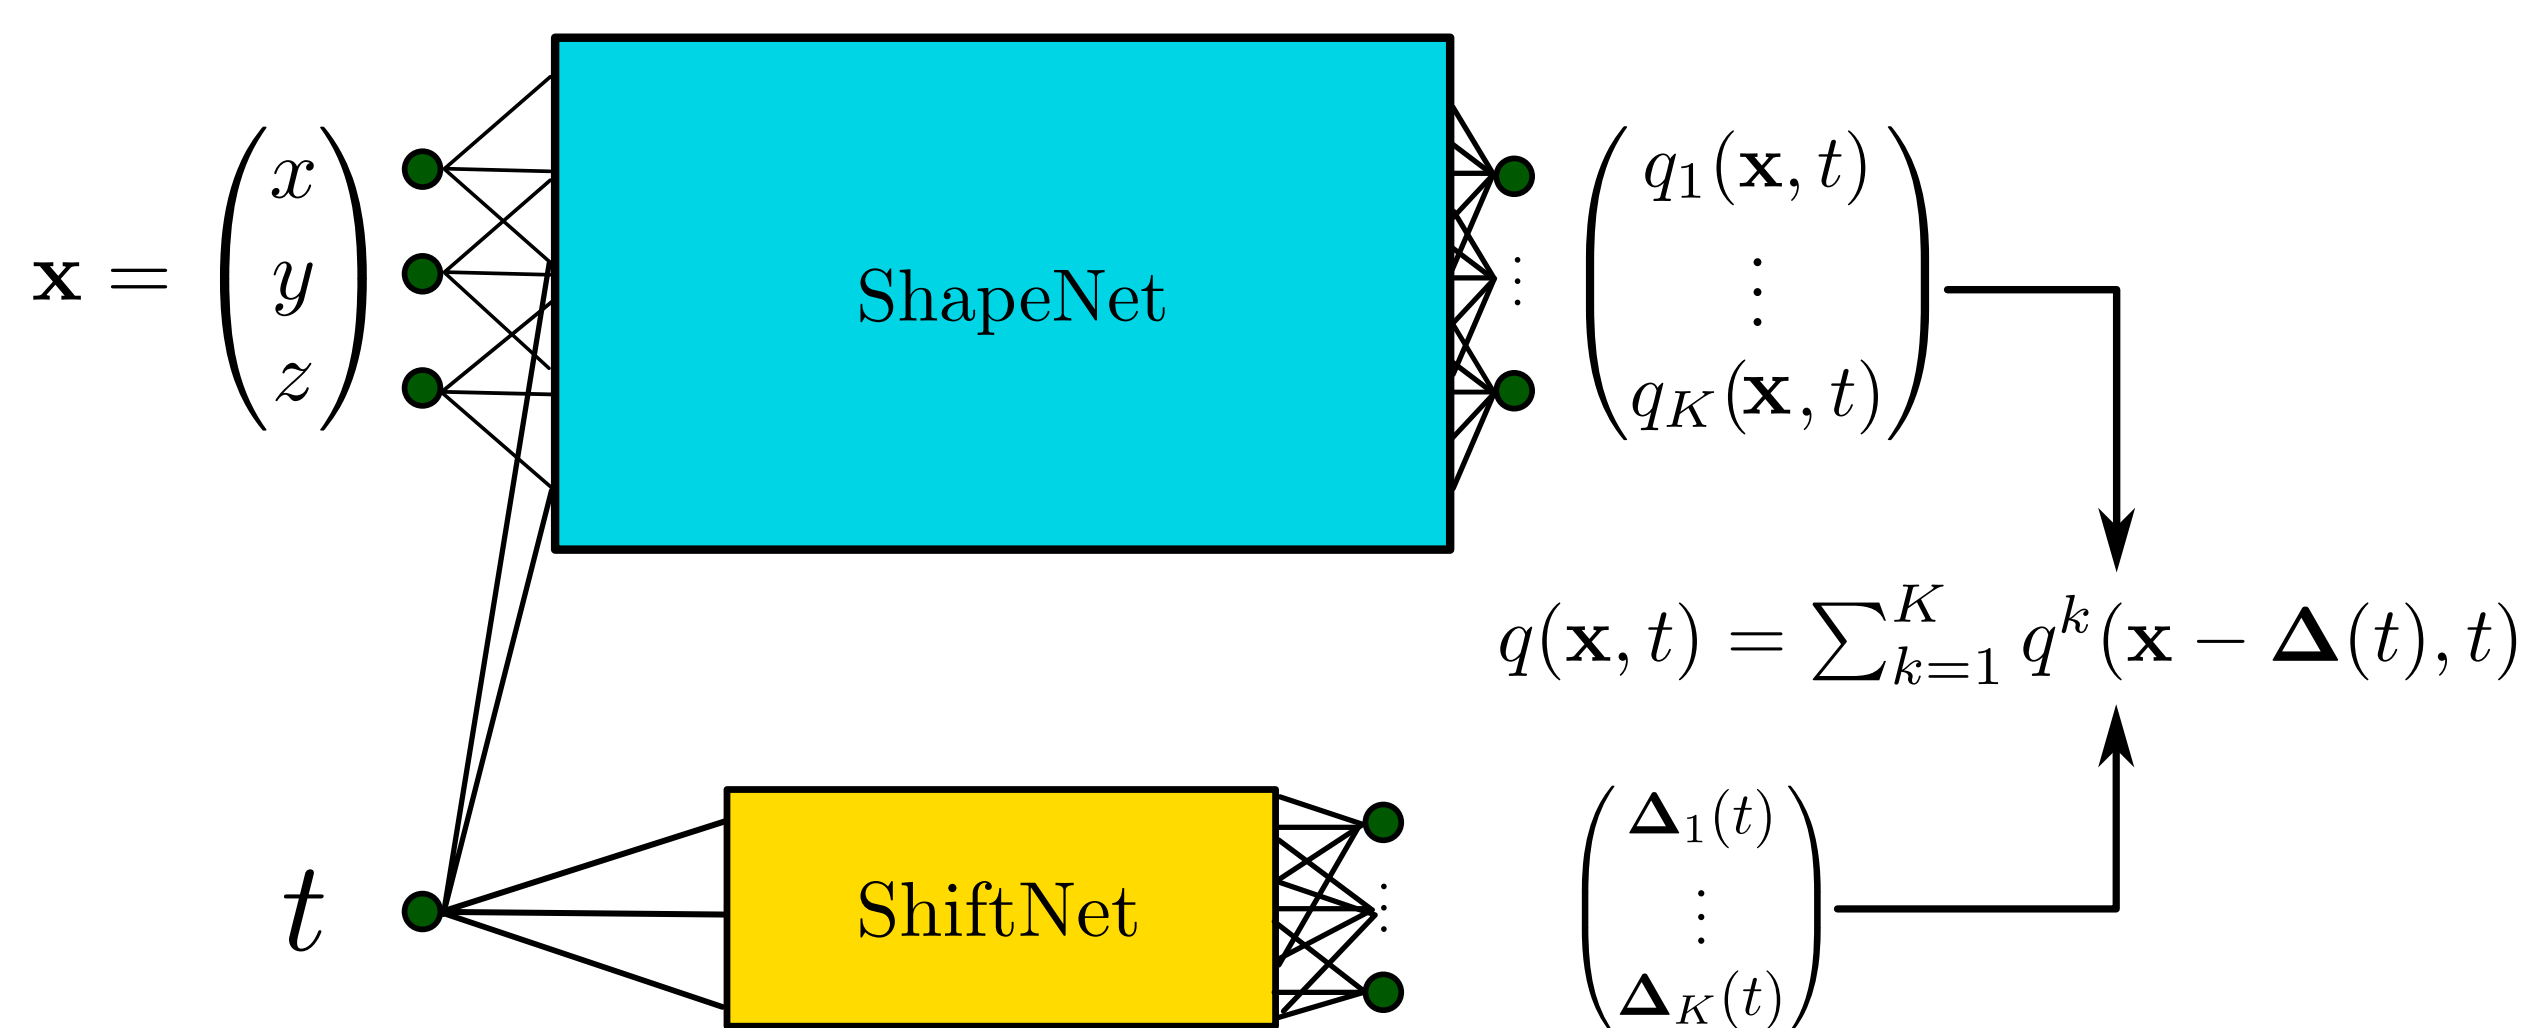 𝐱 = (x y z)
ShapeNet
(q₁(𝐱, t) ⋮ q_K(𝐱, t))
q(𝐱, t) = ∑_{k=1}^{K} q^k(𝐱 − 𝚫(t), t)
t
ShiftNet
(𝚫₁(t) ⋮ 𝚫_K(t))